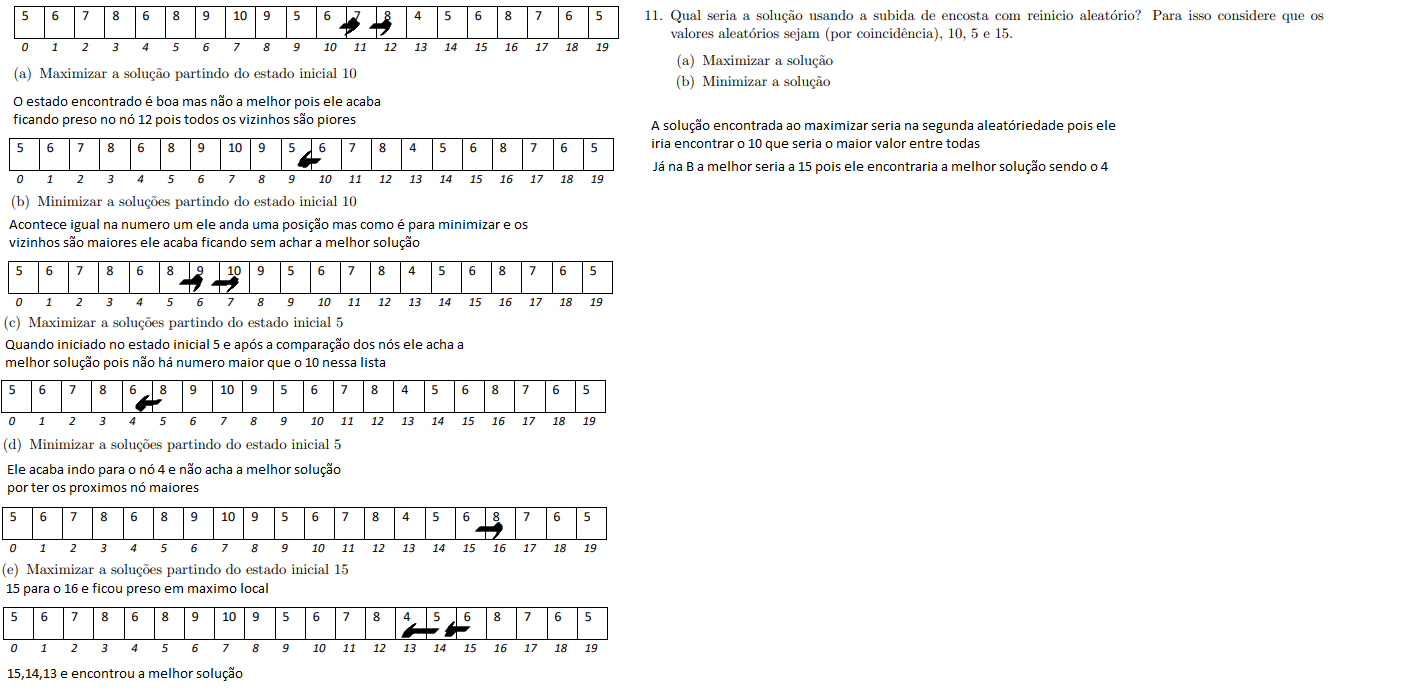 5 6 7 8 6 8 9 10 9 5 6 7 8 4 5 6 8 7 6 5
0 1 2 3 4 5 6 7 8 9 10 11 12 13 14 15 16 17 18 19
(a) Maximizar a solução partindo do estado inicial 10
O estado encontrado é boa mas não a melhor pois ele acaba
ficando preso no nó 12 pois todos os vizinhos são piores
5 6 7 8 6 8 9 10 9 5 6 7 8 4 5 6 8 7 6 5
0 1 2 3 4 5 6 7 8 9 10 11 12 13 14 15 16 17 18 19
(b) Minimizar a soluções partindo do estado inicial 10
Acontece igual na numero um ele anda uma posição mas como é para minimizar e os
vizinhos são maiores ele acaba ficando sem achar a melhor solução
5 6 7 8 6 8 9 10 9 5 6 7 8 4 5 6 8 7 6 5
0 1 2 3 4 5 6 7 8 9 10 11 12 13 14 15 16 17 18 19
(c) Maximizar a soluções partindo do estado inicial 5
Quando iniciado no estado inicial 5 e após a comparação dos nós ele acha a
melhor solução pois não há numero maior que o 10 nessa lista
5 6 7 8 6 8 9 10 9 5 6 7 8 4 5 6 8 7 6 5
0 1 2 3 4 5 6 7 8 9 10 11 12 13 14 15 16 17 18 19
(d) Minimizar a soluções partindo do estado inicial 5
Ele acaba indo para o nó 4 e não acha a melhor solução
por ter os proximos nó maiores
5 6 7 8 6 8 9 10 9 5 6 7 8 4 5 6 8 7 6 5
0 1 2 3 4 5 6 7 8 9 10 11 12 13 14 15 16 17 18 19
(e) Maximizar a soluções partindo do estado inicial 15
15 para o 16 e ficou preso em maximo local
5 6 7 8 6 8 9 10 9 5 6 7 8 4 5 6 8 7 6 5
0 1 2 3 4 5 6 7 8 9 10 11 12 13 14 15 16 17 18 19
15,14,13 e encontrou a melhor solução
11. Qual seria a solução usando a subida de encosta com reinicio aleatório? Para isso considere que os
valores aleatórios sejam (por coincidência), 10, 5 e 15.
(a) Maximizar a solução
(b) Minimizar a solução
A solução encontrada ao maximizar seria na segunda aleatóriedade pois ele
iria encontrar o 10 que seria o maior valor entre todas
Já na B a melhor seria a 15 pois ele encontraria a melhor solução sendo o 4